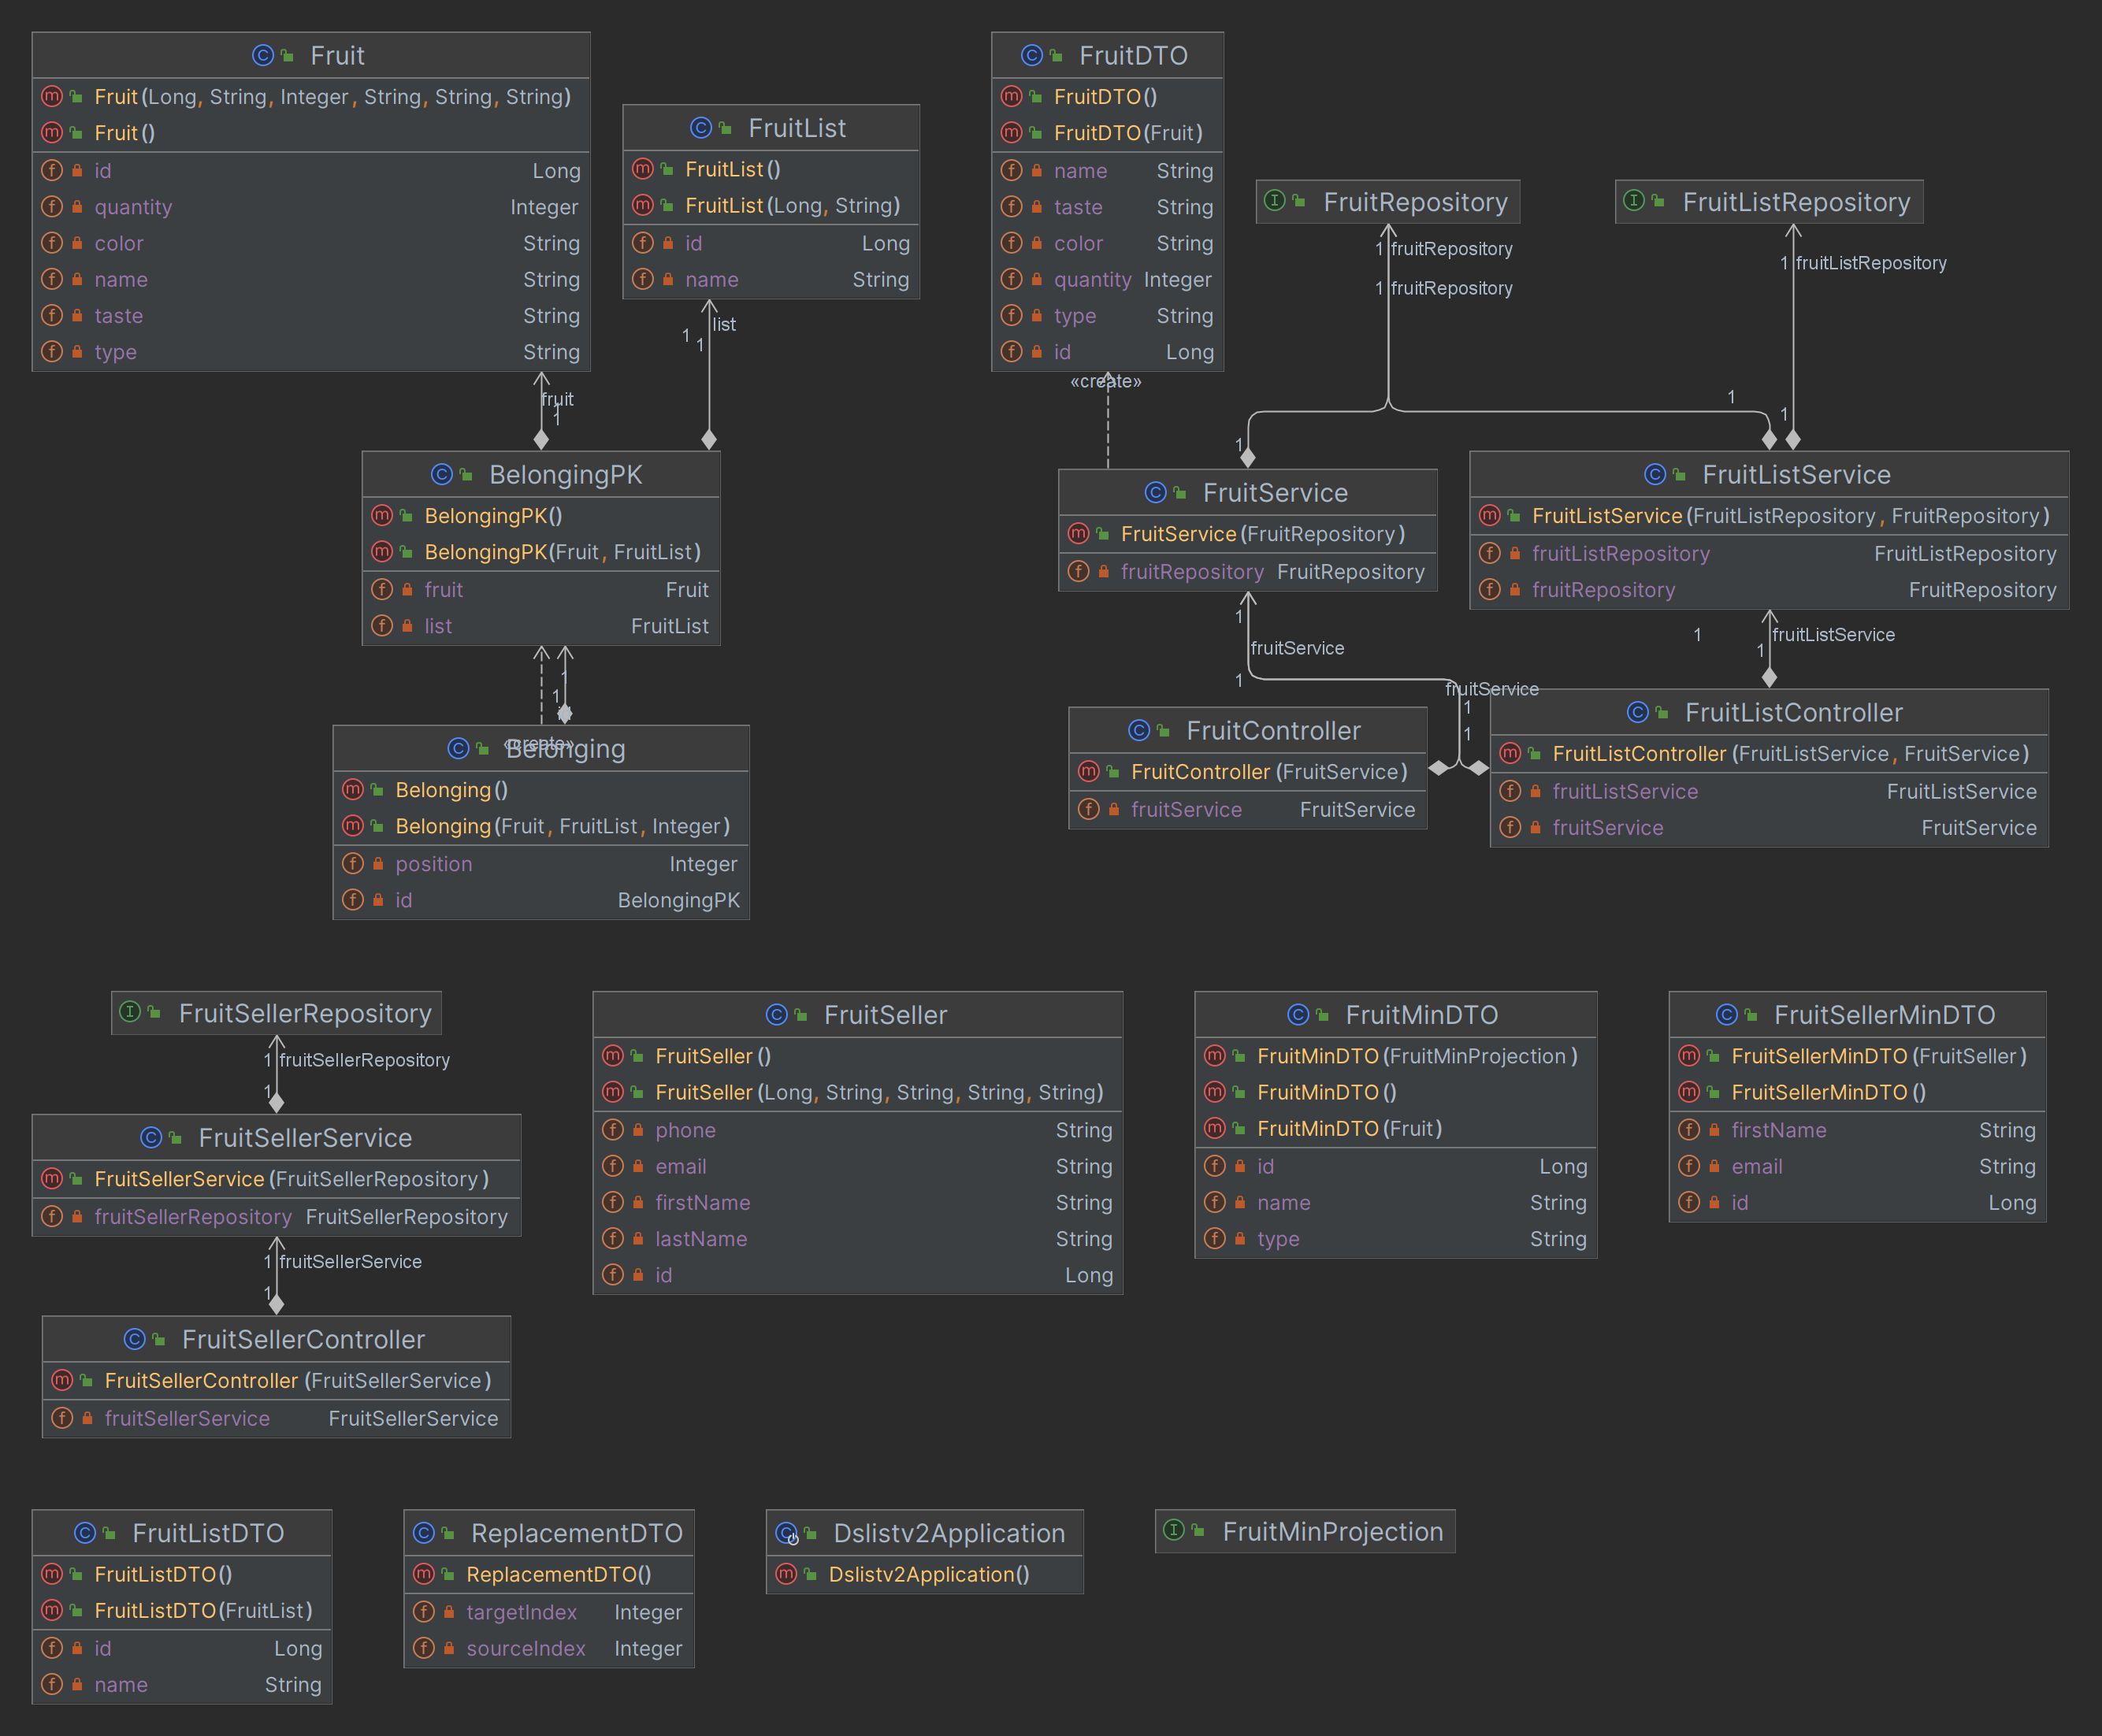 Fruit
Fruit(Long, String, Integer, String, String, String)
Fruit()
id Long
quantity Integer
color String
name String
taste String
type String
FruitList
FruitList()
FruitList(Long, String)
id Long
name String
FruitDTO
FruitDTO()
FruitDTO(Fruit)
name String
taste String
color String
quantity Integer
type String
id Long
FruitRepository
FruitListRepository
1 fruitRepository
1 fruitRepository
1 fruitListRepository
1
list
1
fruit
1
«create»
1
1
1
BelongingPK
BelongingPK()
BelongingPK(Fruit, FruitList)
fruit Fruit
list FruitList
FruitService
FruitService(FruitRepository)
fruitRepository FruitRepository
FruitListService
FruitListService(FruitListRepository, FruitRepository)
fruitListRepository FruitListRepository
fruitRepository FruitRepository
1
1
1
fruitService
1
1
1
fruitListService
fruitService
1
1
«create»
Belonging
Belonging()
Belonging(Fruit, FruitList, Integer)
position Integer
id BelongingPK
FruitController
FruitController(FruitService)
fruitService FruitService
FruitListController
FruitListController(FruitListService, FruitService)
fruitListService FruitListService
fruitService FruitService
FruitSellerRepository
1 fruitSellerRepository
1
FruitSellerService
FruitSellerService(FruitSellerRepository)
fruitSellerRepository FruitSellerRepository
1 fruitSellerService
1
FruitSellerController
FruitSellerController(FruitSellerService)
fruitSellerService FruitSellerService
FruitSeller
FruitSeller()
FruitSeller(Long, String, String, String, String)
phone String
email String
firstName String
lastName String
id Long
FruitMinDTO
FruitMinDTO(FruitMinProjection)
FruitMinDTO()
FruitMinDTO(Fruit)
id Long
name String
type String
FruitSellerMinDTO
FruitSellerMinDTO(FruitSeller)
FruitSellerMinDTO()
firstName String
email String
id Long
FruitListDTO
FruitListDTO()
FruitListDTO(FruitList)
id Long
name String
ReplacementDTO
ReplacementDTO()
targetIndex Integer
sourceIndex Integer
Dslistv2Application
Dslistv2Application()
FruitMinProjection